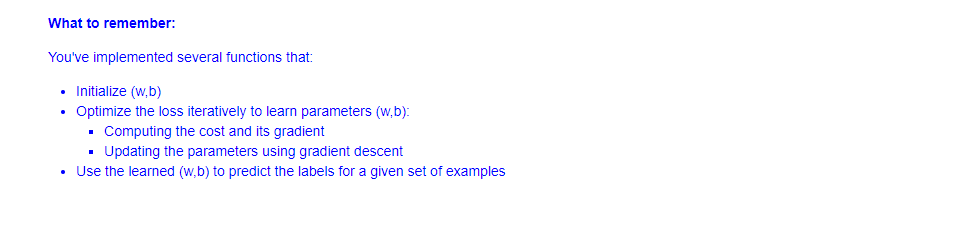 What to remember:
You've implemented several functions that:
• Initialize (w,b)
• Optimize the loss iteratively to learn parameters (w,b):
▪ Computing the cost and its gradient
▪ Updating the parameters using gradient descent
• Use the learned (w,b) to predict the labels for a given set of examples